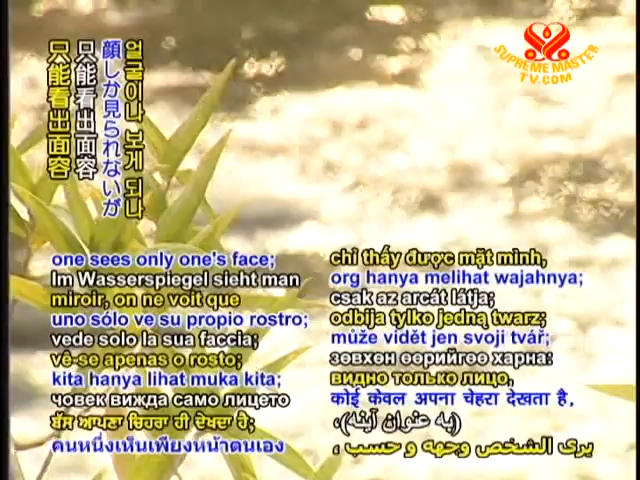 SUPREME MASTER
TV.COM
얼굴이나 보게 되나
顔しか見られないが
只能看出面容
只能看出面容
one sees only one's face;
Im Wasserspiegel sieht man
miroir, on ne voit que
uno sólo ve su propio rostro;
vede solo la sua faccia;
vê-se apenas o rosto;
kita hanya lihat muka kita;
човек вижда само лицето
ਬੱਸ ਆਪਣਾ ਚਿਹਰਾ ਹੀ ਦੇਖਦਾ ਹੈ;
คนหนึ่งเห็นเพียงหน้าตนเอง
chỉ thấy được mặt mình,
org hanya melihat wajahnya;
csak az arcát látja;
odbija tylko jedną twarz;
může vidět jen svoji tvář;
зөвхөн өөрийгөө харна:
видно только лицо,
कोई केवल अपना चेहरा देखता है,
(به عنوان آینه)،
يرى الشخص وجهه و حسب ،